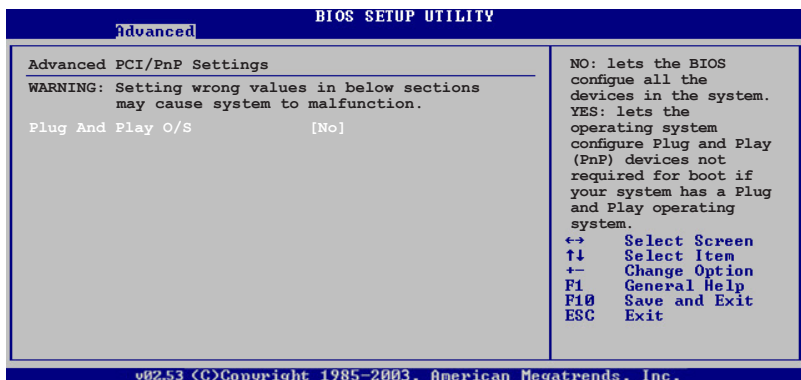 BIOS SETUP UTILITY
Advanced
Advanced PCI/PnP Settings
WARNING: Setting wrong values in below sections
may cause system to malfunction.
Plug And Play O/S [No]
NO: lets the BIOS
configue all the
devices in the system.
YES: lets the
operating system
configure Plug and Play
(PnP) devices not
required for boot if
your system has a Plug
and Play operating
system.
←→ Select Screen
↑↓ Select Item
+- Change Option
F1 General Help
F10 Save and Exit
ESC Exit
v02.53 (C)Copyright 1985-2003, American Megatrends, Inc.